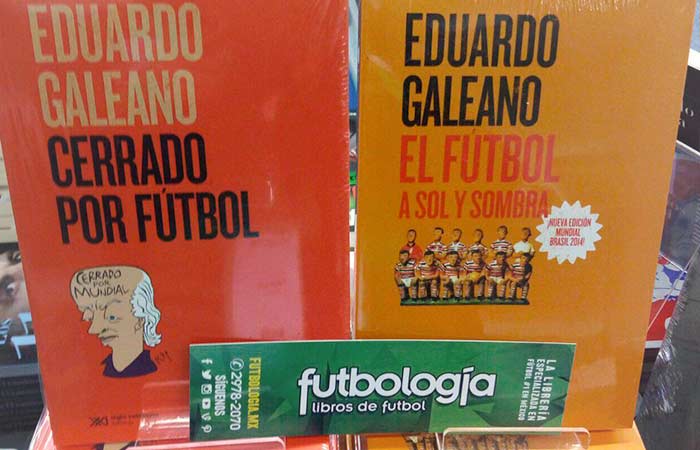 EDUARDO
GALEANO
CERRADO
POR FÚTBOL
CERRADO
POR
MUNDIAL
EDUARDO
GALEANO
EL FÚTBOL
A SOL Y SOMBRA
NUEVA EDICIÓN
MUNDIAL
BRASIL 2014!
SÍGUENOS
2978-2070
FUTBOLOGIA.MX
futbología
libros de futbol
LA LIBRERÍA
ESPECIALIZADA EN
FÚTBOL #1 EN MÉXICO